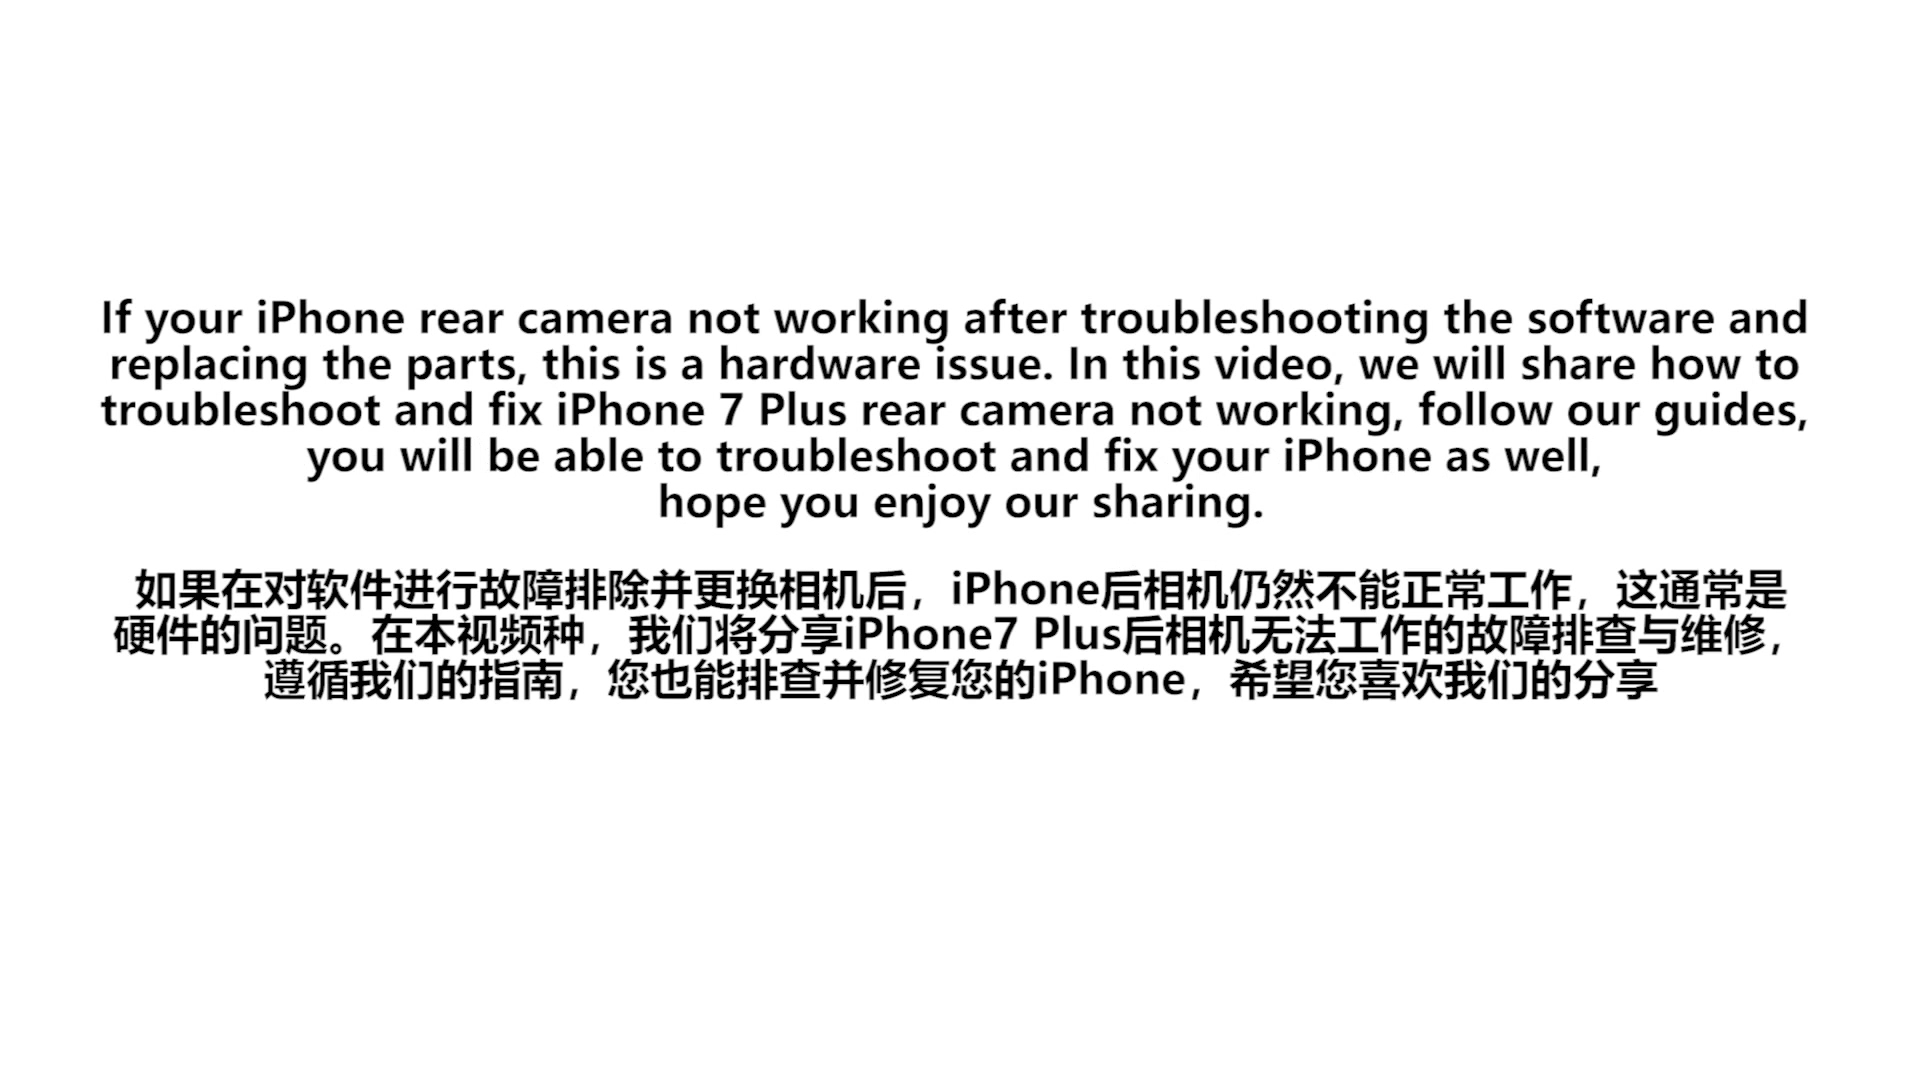 If your iPhone rear camera not working after troubleshooting the software and
replacing the parts, this is a hardware issue. In this video, we will share how to
troubleshoot and fix iPhone 7 Plus rear camera not working, follow our guides,
you will be able to troubleshoot and fix your iPhone as well,
hope you enjoy our sharing.
如果在对软件进行故障排除并更换相机后，iPhone后相机仍然不能正常工作，这通常是
硬件的问题。在本视频种，我们将分享iPhone7 Plus后相机无法工作的故障排查与维修，
遵循我们的指南，您也能排查并修复您的iPhone，希望您喜欢我们的分享